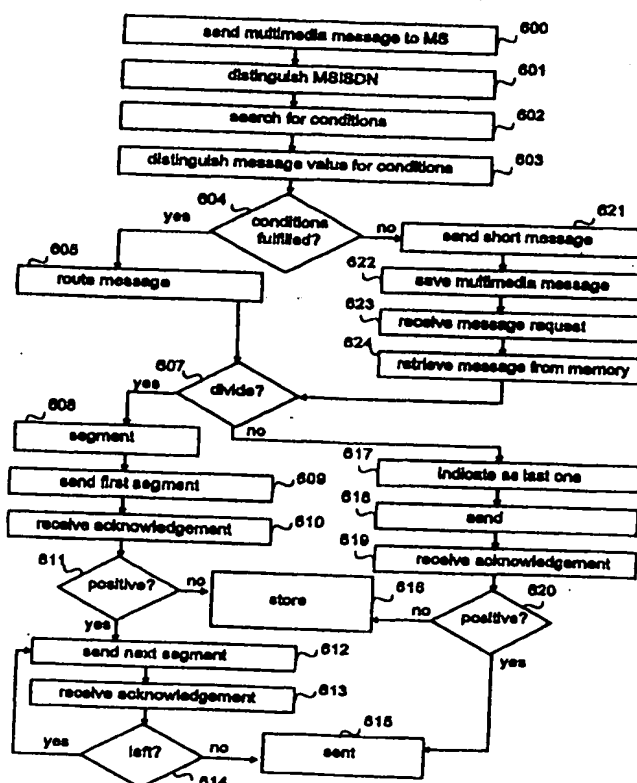 send multimedia message to MS 600
distinguish MSISDN 601
search for conditions 602
distinguish message value for conditions 603
604
conditions
fulfilled?
yes
no
605
route message
621
send short message
622
save multimedia message
623
receive message request
624
retrieve message from memory
607
divide?
yes
no
608
segment
send first segment 609
receive acknowledgement 610
611
positive?
no
yes
store 616
617
indicate as last one
618
send
619
receive acknowledgement
positive? 620
no
yes
send next segment 612
receive acknowledgement 613
left?
yes
no
614
615
sent